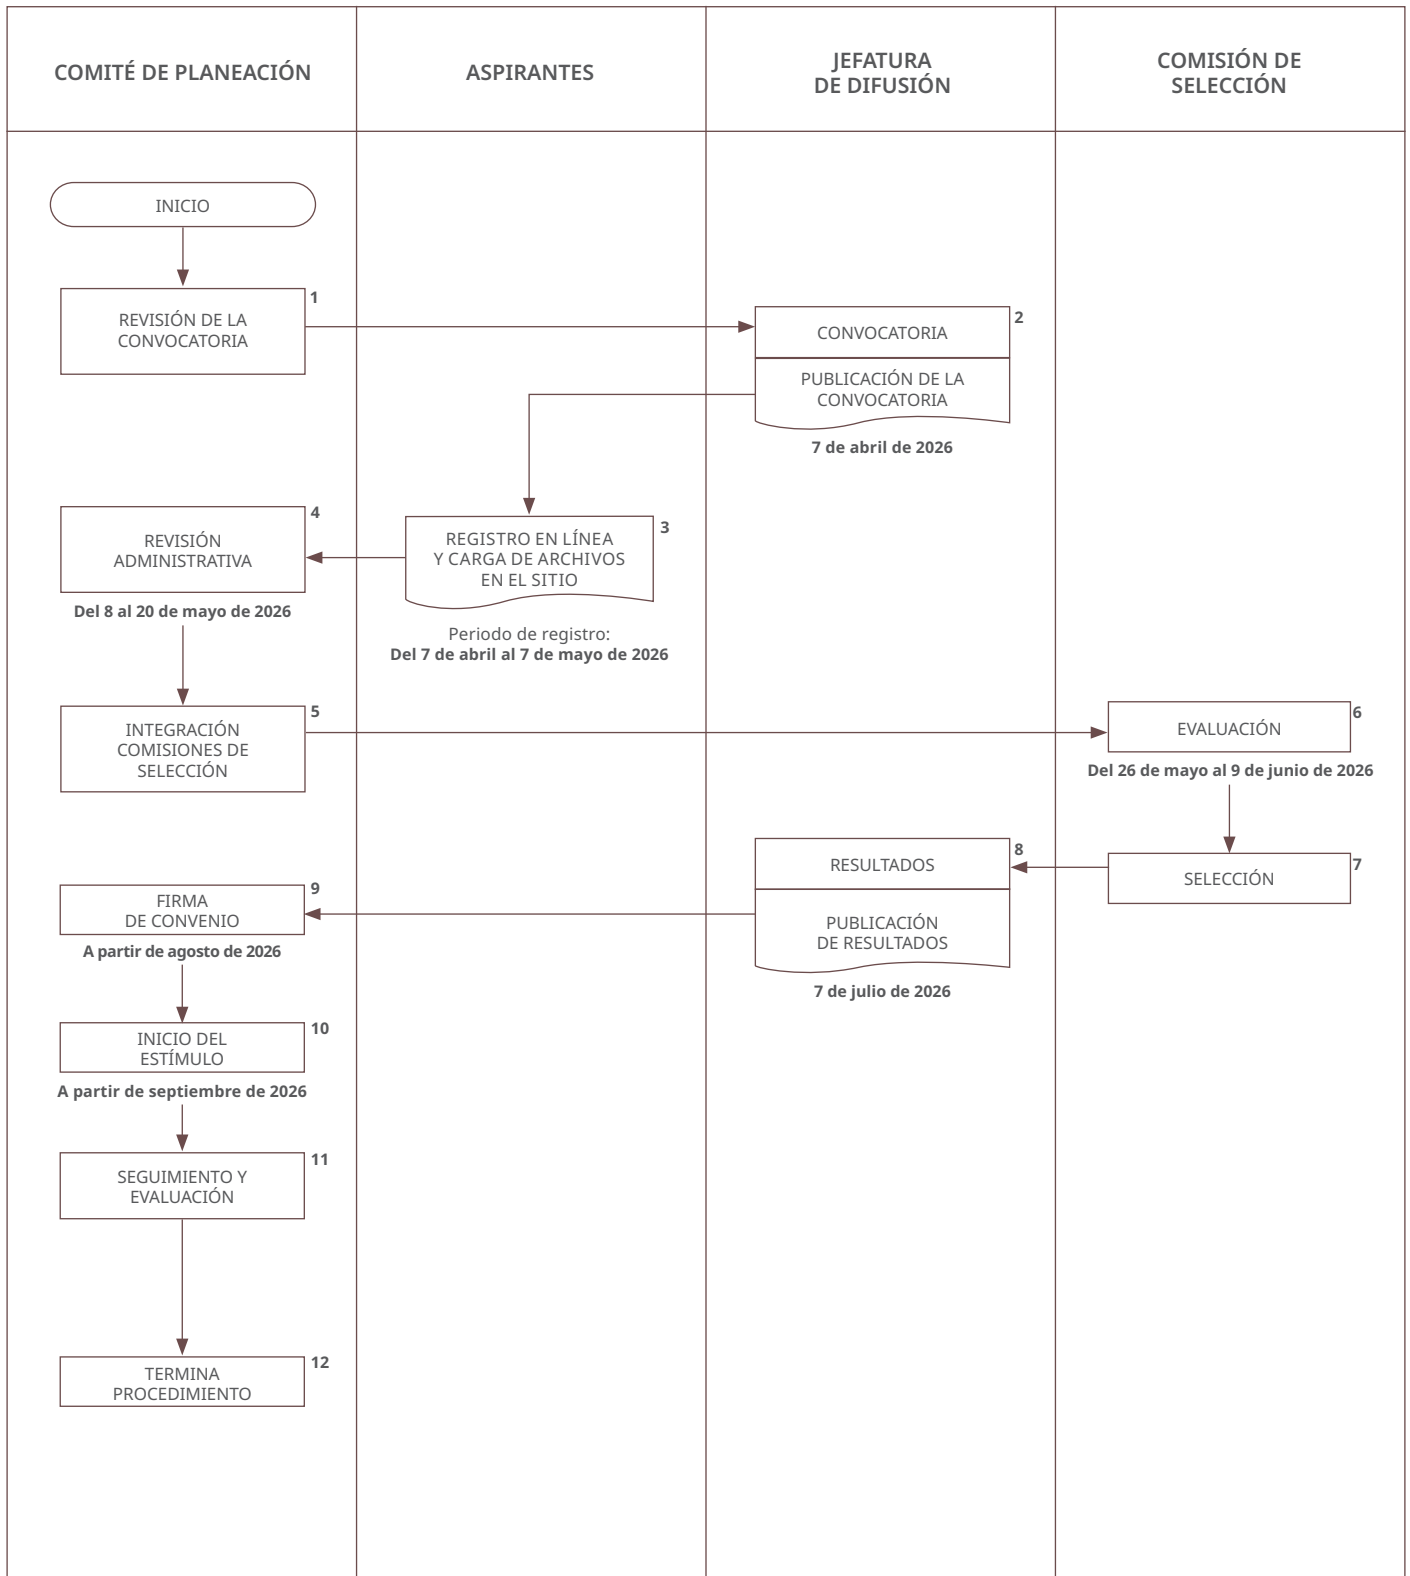 COMITÉ DE PLANEACIÓN
ASPIRANTES
JEFATURA
DE DIFUSIÓN
COMISIÓN DE
SELECCIÓN
INICIO
1
REVISIÓN DE LA
CONVOCATORIA
2
CONVOCATORIA
PUBLICACIÓN DE LA
CONVOCATORIA
7 de abril de 2026
3
REGISTRO EN LÍNEA
Y CARGA DE ARCHIVOS
EN EL SITIO
Periodo de registro:
Del 7 de abril al 7 de mayo de 2026
4
REVISIÓN
ADMINISTRATIVA
Del 8 al 20 de mayo de 2026
5
INTEGRACIÓN
COMISIONES DE
SELECCIÓN
6
EVALUACIÓN
Del 26 de mayo al 9 de junio de 2026
7
SELECCIÓN
8
RESULTADOS
PUBLICACIÓN
DE RESULTADOS
7 de julio de 2026
9
FIRMA
DE CONVENIO
A partir de agosto de 2026
10
INICIO DEL
ESTÍMULO
A partir de septiembre de 2026
11
SEGUIMIENTO Y
EVALUACIÓN
12
TERMINA
PROCEDIMIENTO